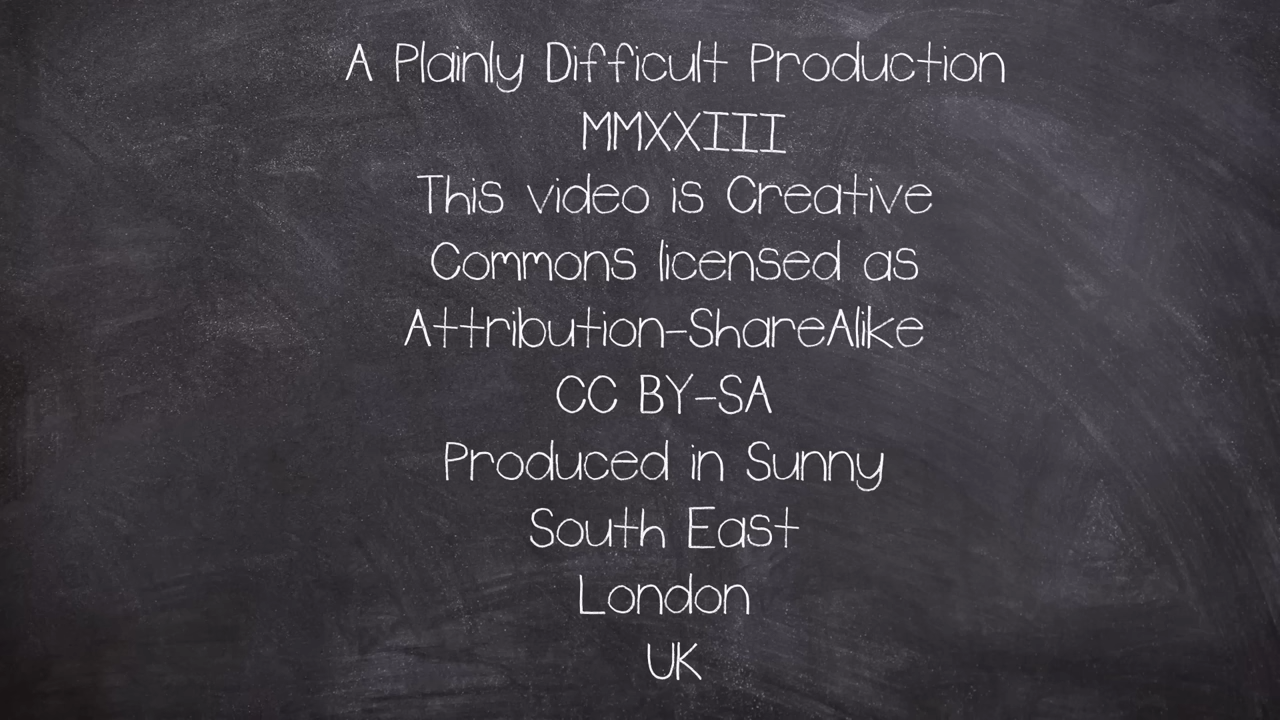 A Plainly Difficult Production
MMXXIII
This video is Creative
Commons licensed as
Attribution-ShareAlike
CC BY-SA
Produced in Sunny
South East
London
UK